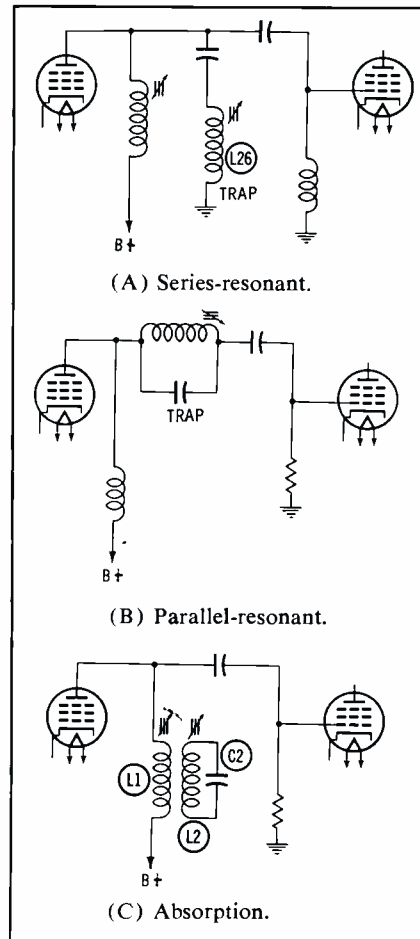 L26
TRAP
B+
(A) Series-resonant.
TRAP
B+
(B) Parallel-resonant.
L1
C2
L2
B+
(C) Absorption.